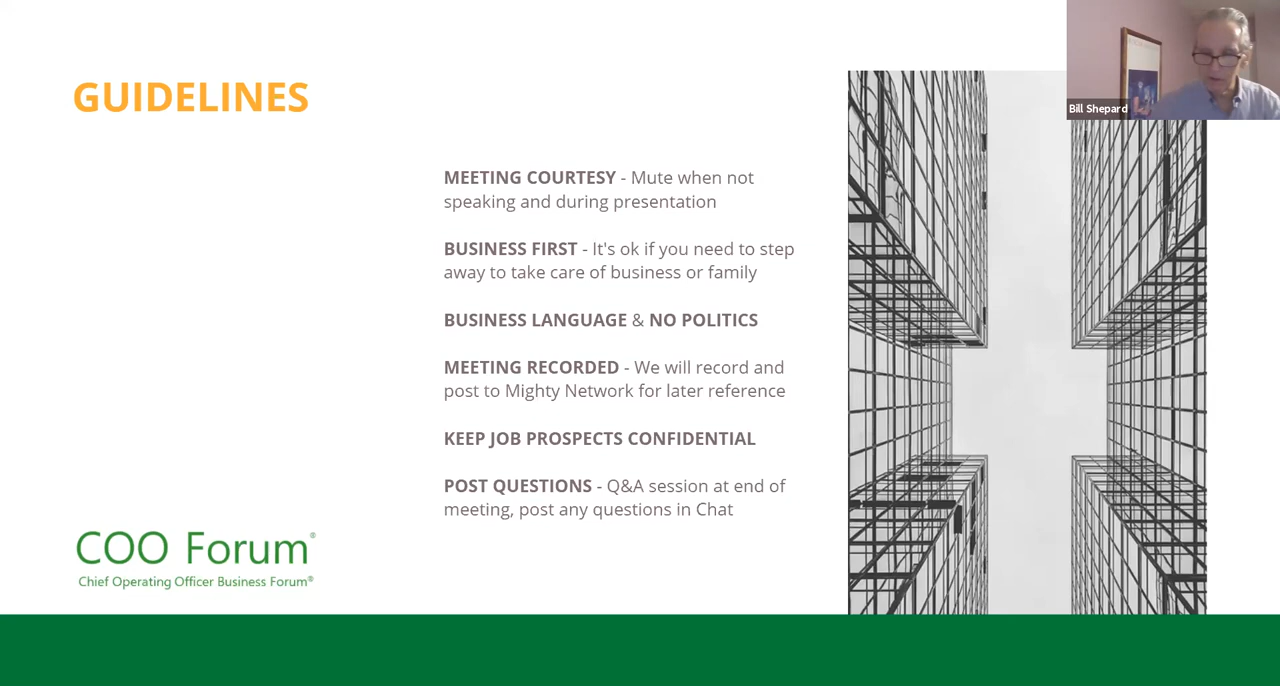 GUIDELINES
Bill Shepard
MEETING COURTESY - Mute when not
speaking and during presentation
BUSINESS FIRST - It's ok if you need to step
away to take care of business or family
BUSINESS LANGUAGE & NO POLITICS
MEETING RECORDED - We will record and
post to Mighty Network for later reference
KEEP JOB PROSPECTS CONFIDENTIAL
POST QUESTIONS - Q&A session at end of
meeting, post any questions in Chat
COO Forum®
Chief Operating Officer Business Forum®